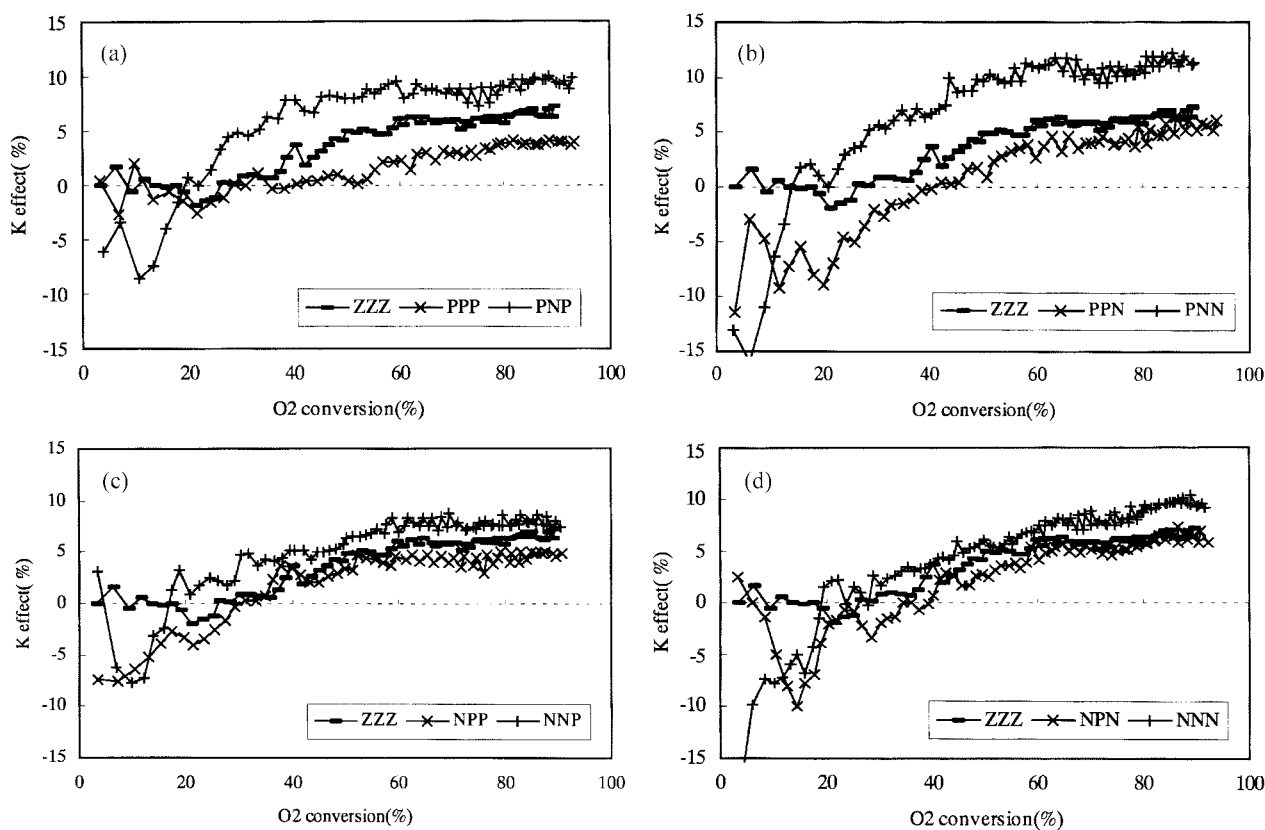 (a)
K effect( %)
15
10
5
0
-5
-10
-15
ZZZ PPP PNP
0 20 40 60 80 100
O2 conversion(%)
(b)
K effect( %)
15
10
5
0
-5
-10
-15
ZZZ PPN PNN
0 20 40 60 80 100
O2 conversion(%)
(c)
K effect( %)
15
10
5
0
-5
-10
-15
ZZZ NPP NNP
0 20 40 60 80 100
O2 conversion(%)
(d)
K effect( %)
15
10
5
0
-5
-10
-15
ZZZ NPN NNN
0 20 40 60 80 100
O2 conversion(%)